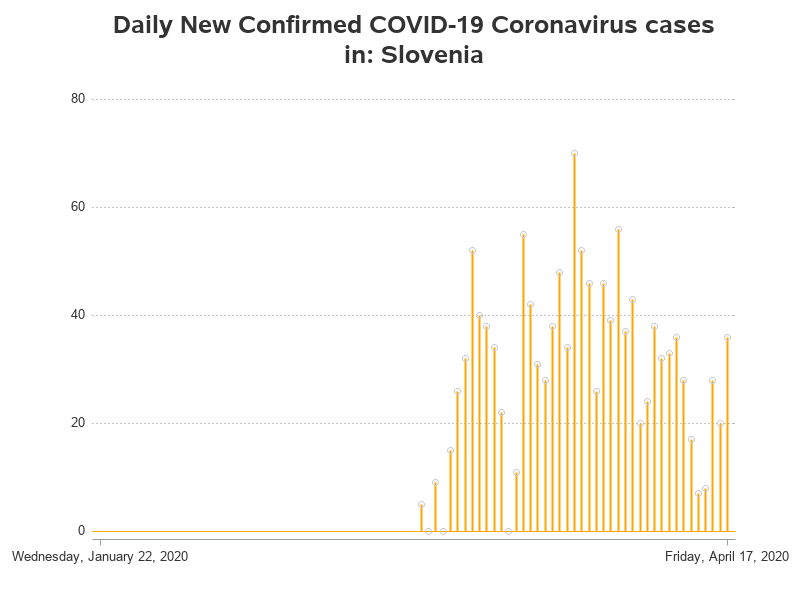 Daily New Confirmed COVID-19 Coronavirus cases
in: Slovenia
80
60
40
20
0
Wednesday, January 22, 2020
Friday, April 17, 2020